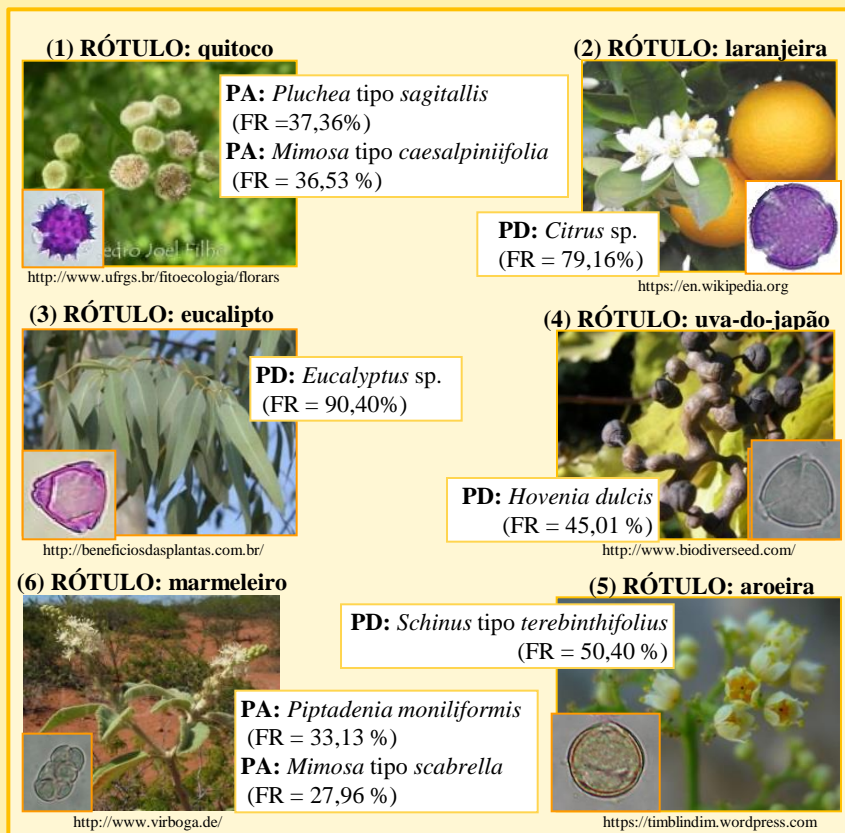 (1) RÓTULO: quitoco
PA: Pluchea tipo sagitallis
(FR =37,36%)
PA: Mimosa tipo caesalpiniifolia
(FR = 36,53 %)
edro Joel Filho
http://www.ufrgs.br/fitoecologia/florars
(2) RÓTULO: laranjeira
PD: Citrus sp.
(FR = 79,16%)
https://en.wikipedia.org
(3) RÓTULO: eucalipto
PD: Eucalyptus sp.
(FR = 90,40%)
http://beneficiosdasplantas.com.br/
(4) RÓTULO: uva-do-japão
PD: Hovenia dulcis
(FR = 45,01 %)
http://www.biodiverseed.com/
(6) RÓTULO: marmeleiro
PA: Piptadenia moniliformis
(FR = 33,13 %)
PA: Mimosa tipo scabrella
(FR = 27,96 %)
http://www.virboga.de/
(5) RÓTULO: aroeira
PD: Schinus tipo terebinthifolius
(FR = 50,40 %)
https://timblindim.wordpress.com